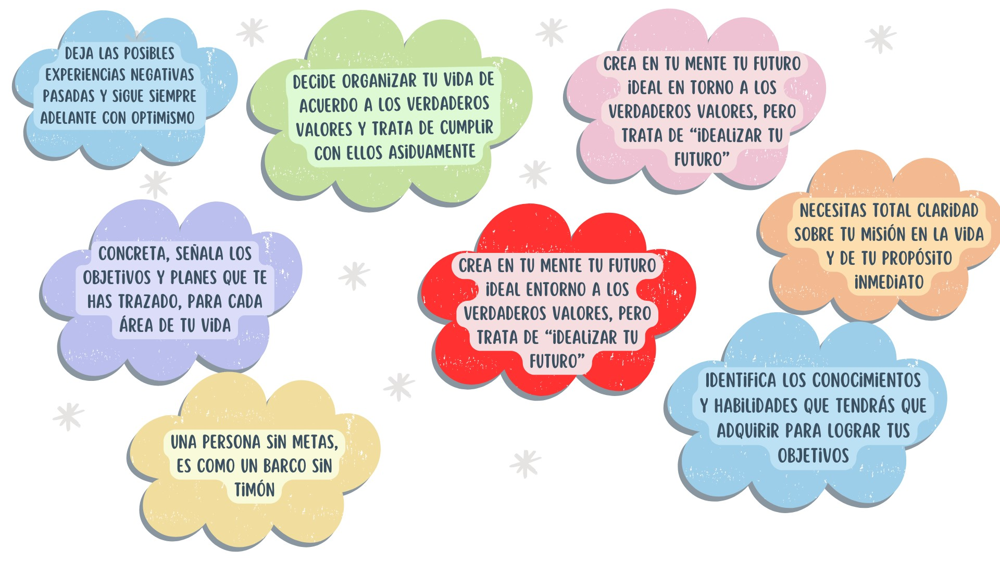 DEJA LAS POSIBLES
EXPERIENCIAS NEGATIVAS
PASADAS Y SIGUE SIEMPRE
ADELANTE CON OPTIMISMO
DECIDE ORGANIZAR TU VIDA DE
ACUERDO A LOS VERDADEROS
VALORES Y TRATA DE CUMPLIR
CON ELLOS ASIDUAMENTE
CREA EN TU MENTE TU FUTURO
IDEAL EN TORNO A LOS
VERDADEROS VALORES, PERO
TRATA DE “IDEALIZAR TU
FUTURO”
NECESITAS TOTAL CLARIDAD
SOBRE TU MISIÓN EN LA VIDA
Y DE TU PROPÓSITO
INMEDIATO
CONCRETA, SEÑALA LOS
OBJETIVOS Y PLANES QUE TE
HAS TRAZADO, PARA CADA
ÁREA DE TU VIDA
CREA EN TU MENTE TU FUTURO
IDEAL ENTORNO A LOS
VERDADEROS VALORES, PERO
TRATA DE “IDEALIZAR TU
FUTURO”
IDENTIFICA LOS CONOCIMIENTOS
Y HABILIDADES QUE TENDRÁS QUE
ADQUIRIR PARA LOGRAR TUS
OBJETIVOS
UNA PERSONA SIN METAS,
ES COMO UN BARCO SIN
TIMÓN